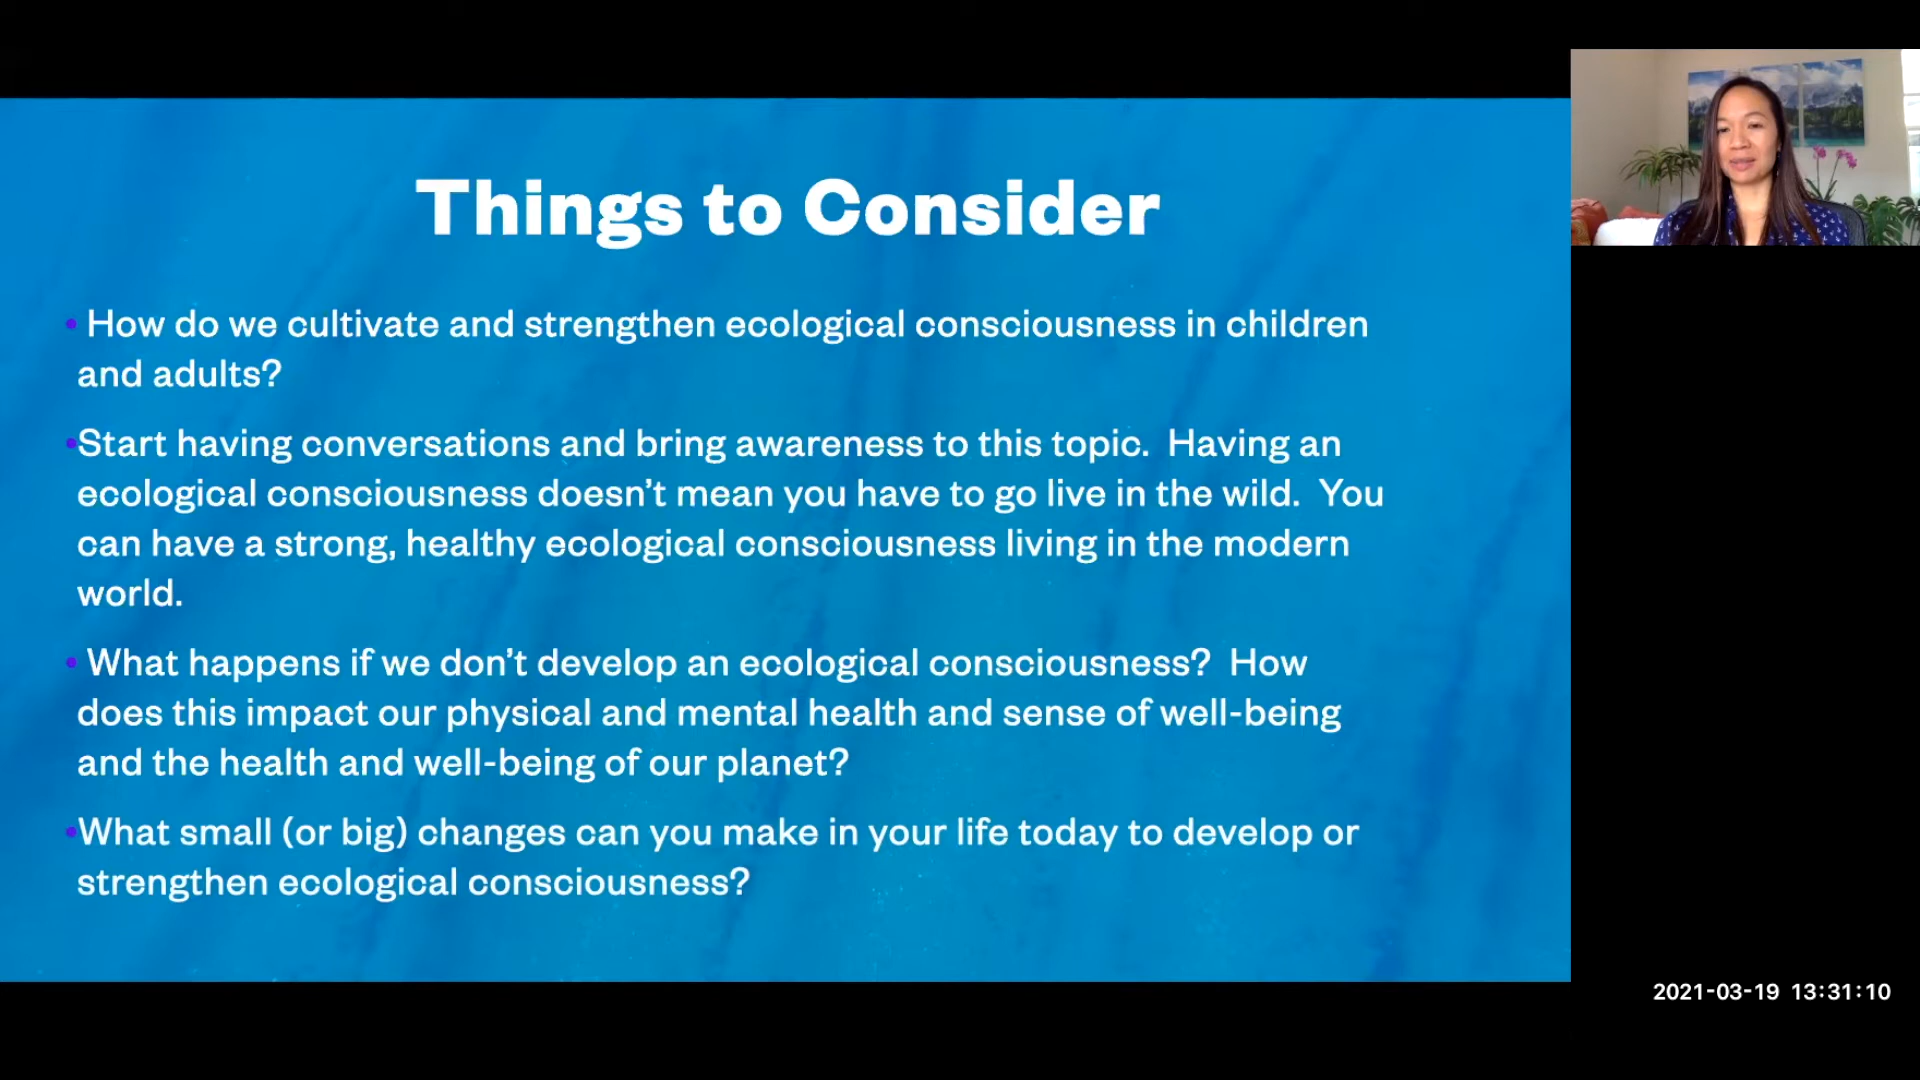 Things to Consider
• How do we cultivate and strengthen ecological consciousness in children
and adults?
•Start having conversations and bring awareness to this topic.  Having an
ecological consciousness doesn’t mean you have to go live in the wild.  You
can have a strong, healthy ecological consciousness living in the modern
world.
• What happens if we don’t develop an ecological consciousness?  How
does this impact our physical and mental health and sense of well-being
and the health and well-being of our planet?
•What small (or big) changes can you make in your life today to develop or
strengthen ecological consciousness?
2021-03-19  13:31:10